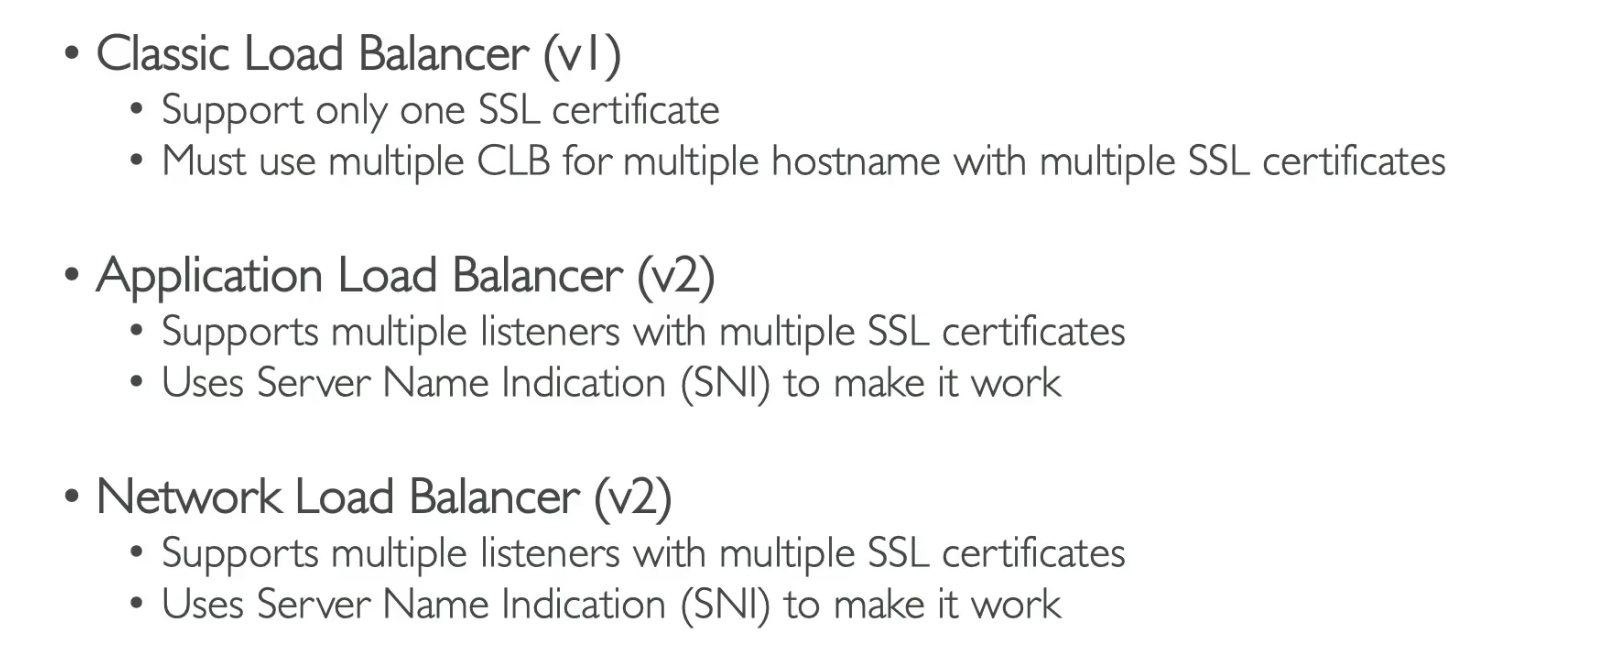 • Classic Load Balancer (v1)
• Support only one SSL certificate
• Must use multiple CLB for multiple hostname with multiple SSL certificates
• Application Load Balancer (v2)
• Supports multiple listeners with multiple SSL certificates
• Uses Server Name Indication (SNI) to make it work
• Network Load Balancer (v2)
• Supports multiple listeners with multiple SSL certificates
• Uses Server Name Indication (SNI) to make it work